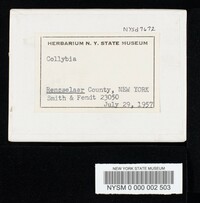 NYSf 7672
HERBARIUM N. Y. STATE MUSEUM
Collybia
Rensselaer County, NEW YORK
Smith & Fendt 23050
July 29, 1957
NEW YORK STATE MUSEUM
NYSM 0 000 002 503